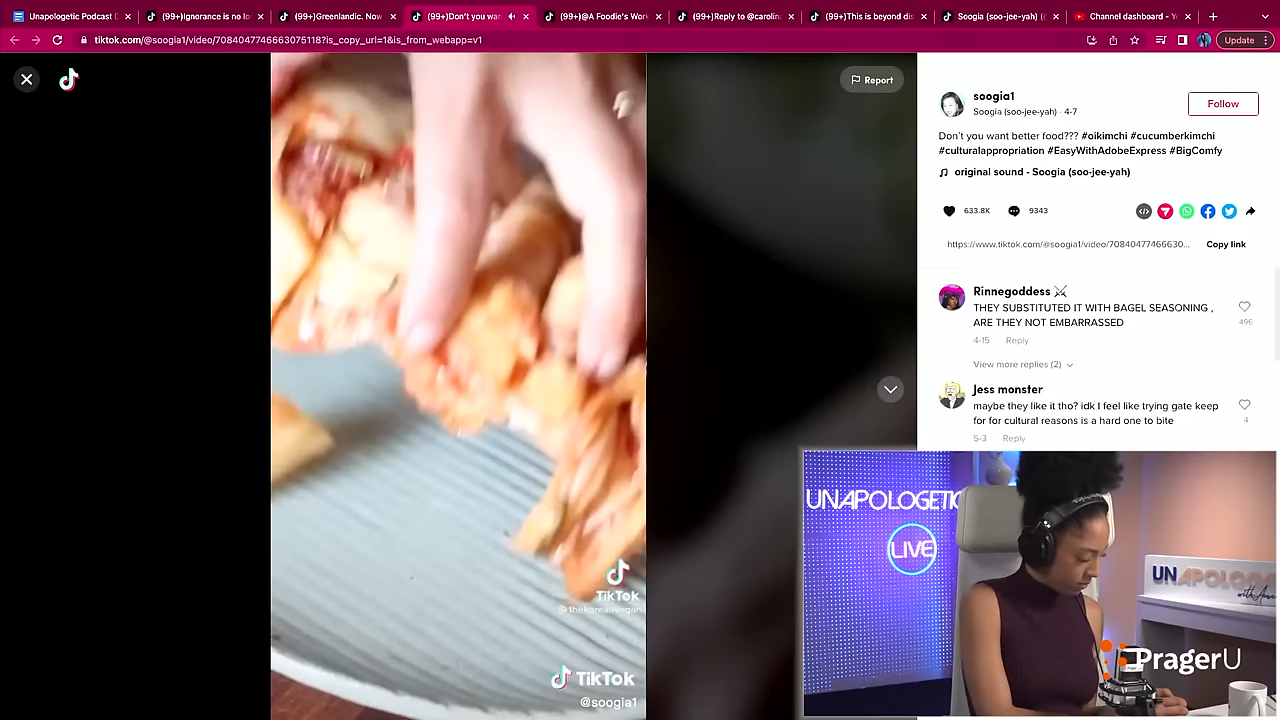 Unapologetic Podcast D
(99+)Ignorance is no lo
(99+)Greenlandic. Now
(99+)Don't you wan
(99+)@A Foodie's Work
(99+)Reply to @carolin
(99+)This is beyond dis
Soogia (soo-jee-yah) (
Channel dashboard - Y
tiktok.com/@soogia1/video/7084047746663075118?is_copy_url=1&is_from_webapp=v1
Update
Report
soogia1
Soogia (soo-jee-yah) · 4-7
Follow
Don't you want better food??? #oikimchi #cucumberkimchi
#culturalappropriation #EasyWithAdobeExpress #BigComfy
original sound - Soogia (soo-jee-yah)
633.8K
9343
https://www.tiktok.com/@soogia1/video/70840477466630...
Copy link
Rinnegoddess
THEY SUBSTITUTED IT WITH BAGEL SEASONING ,
ARE THEY NOT EMBARRASSED
496
4-15 Reply
View more replies (2)
Jess monster
maybe they like it tho? idk I feel like trying gate keep
for for cultural reasons is a hard one to bite
4
5-3 Reply
TikTok
@thekoreanvegan
TikTok
@soogia1
UNAPOLOGETIC
LIVE
UNAPOLO
with Ama
PragerU